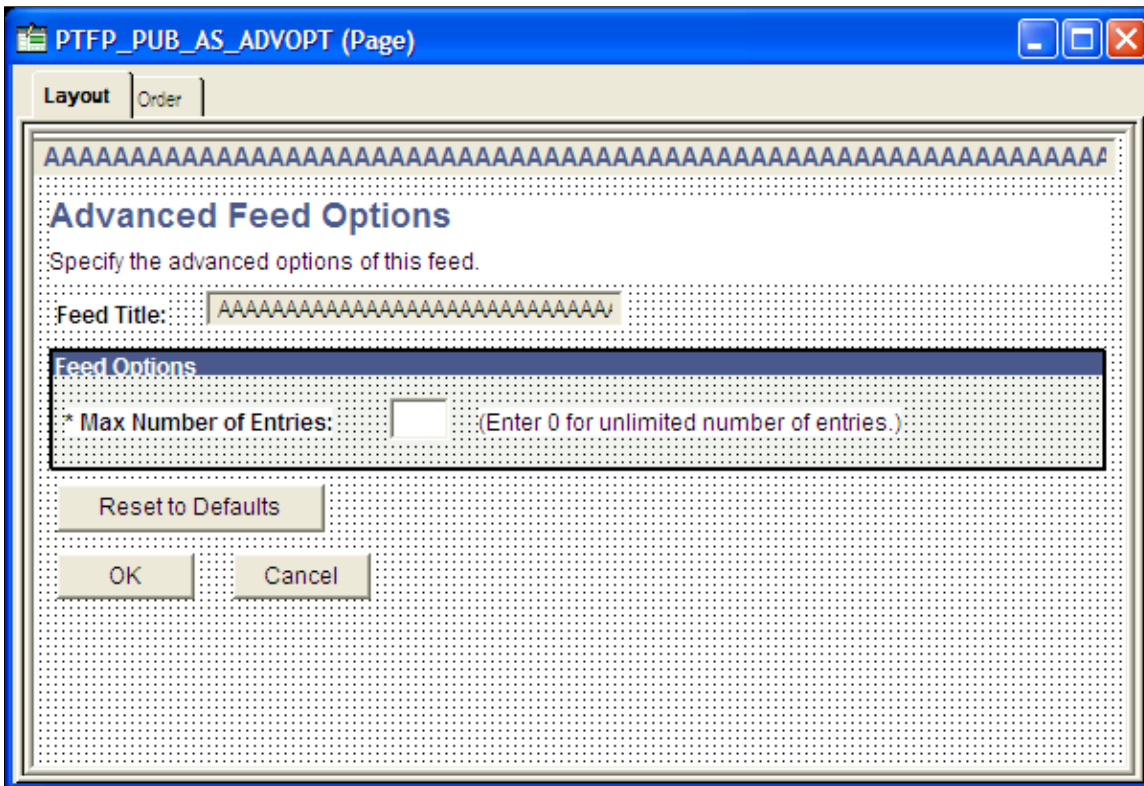 PTFP_PUB_AS_ADVOPT (Page)
Layout Order
AAAAAAAAAAAAAAAAAAAAAAAAAAAAAAAAAAAAAAAAAAAAAAAAAAAAAAAAAAAAAA
Advanced Feed Options
Specify the advanced options of this feed.
Feed Title: AAAAAAAAAAAAAAAAAAAAAAAAAAAAAA
Feed Options
* Max Number of Entries: (Enter 0 for unlimited number of entries.)
Reset to Defaults
OK Cancel